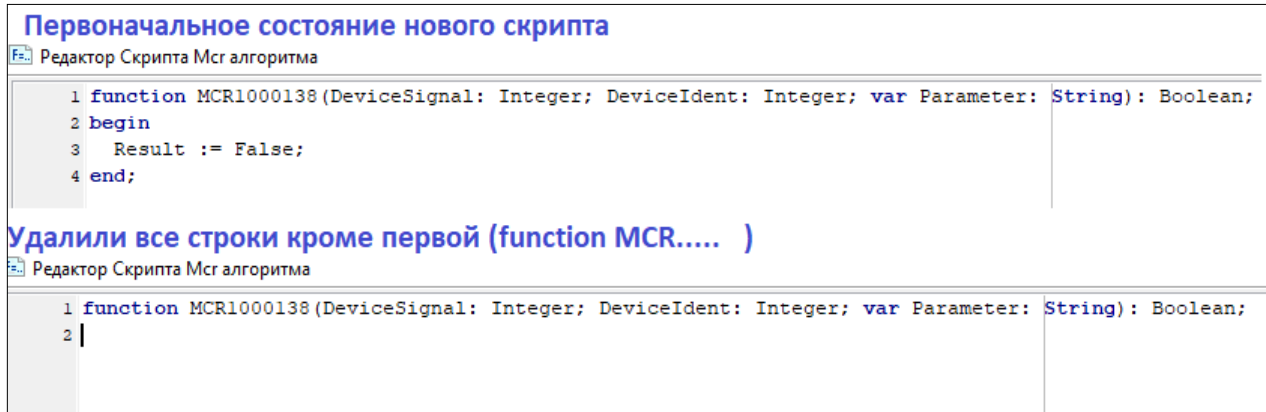 Первоначальное состояние нового скрипта
F=.. Редактор Скрипта Mcr алгоритма
1 function MCR1000138(DeviceSignal: Integer; DeviceIdent: Integer; var Parameter: String): Boolean;
2 begin
3   Result := False;
4 end;
Удалили все строки кроме первой (function MCR.....   )
F=.. Редактор Скрипта Mcr алгоритма
1 function MCR1000138(DeviceSignal: Integer; DeviceIdent: Integer; var Parameter: String): Boolean;
2